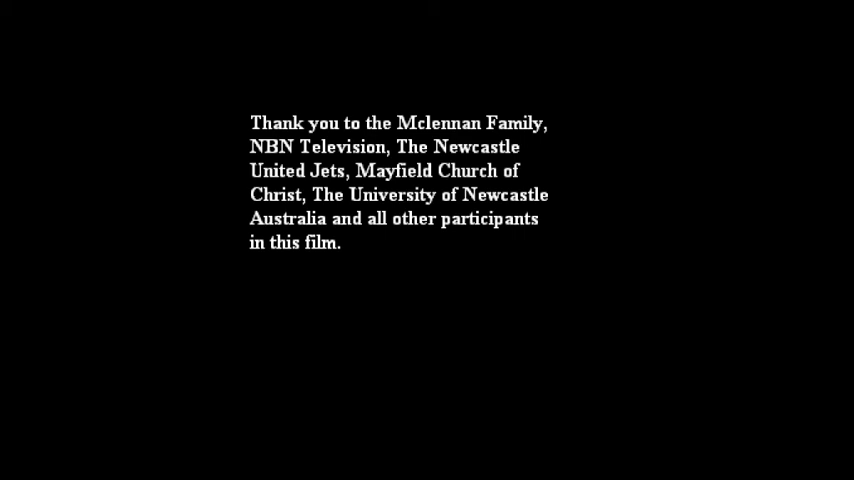 Thank you to the Mclennan Family,
NBN Television, The Newcastle
United Jets, Mayfield Church of
Christ, The University of Newcastle
Australia and all other participants
in this film.